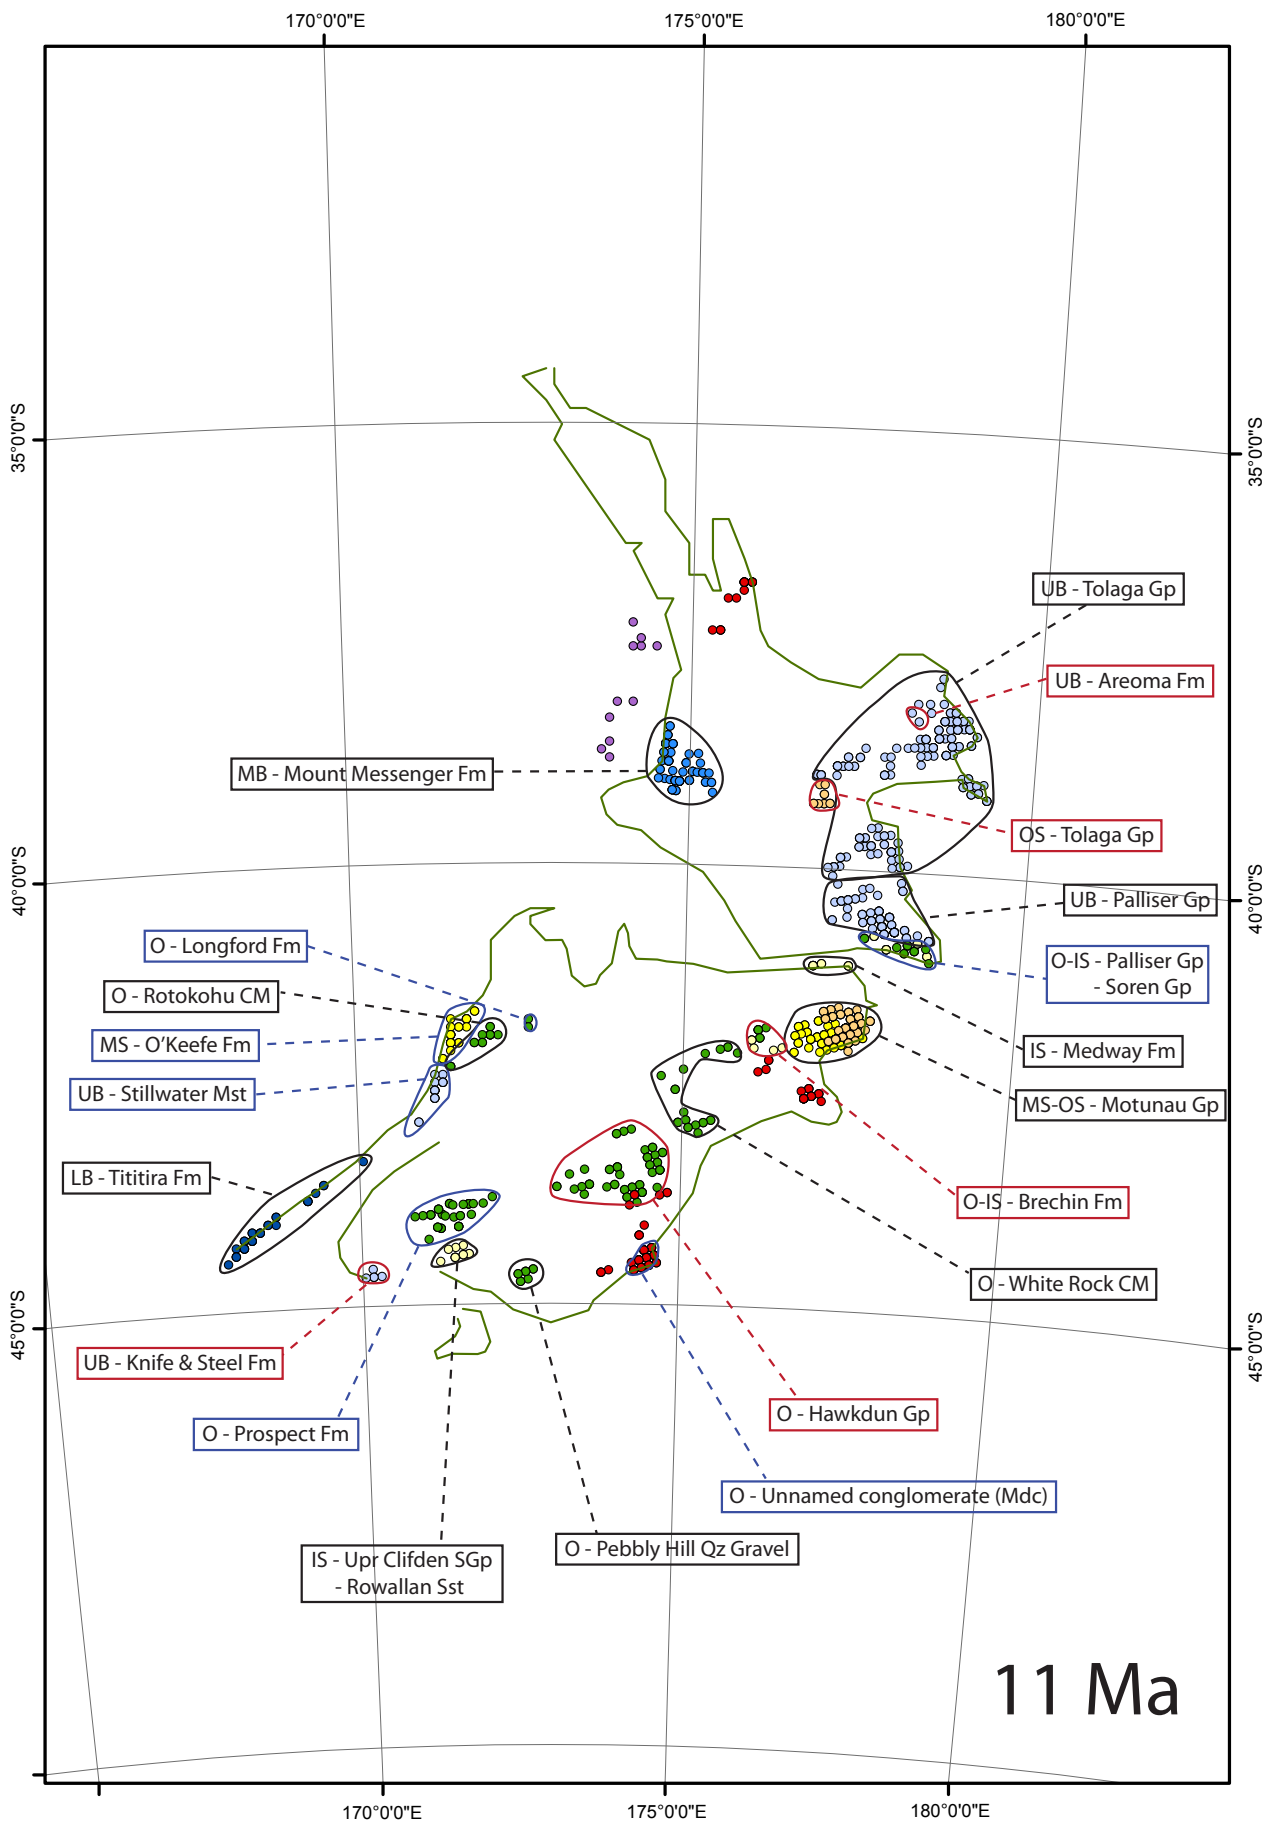 170°0'0"E
175°0'0"E
180°0'0"E
35°0'0"S
35°0'0"S
UB - Tolaga Gp
UB - Areoma Fm
MB - Mount Messenger Fm
OS - Tolaga Gp
40°0'0"S
40°0'0"S
UB - Palliser Gp
O - Longford Fm
O-IS - Palliser Gp
- Soren Gp
O - Rotokohu CM
MS - O'Keefe Fm
IS - Medway Fm
UB - Stillwater Mst
MS-OS - Motunau Gp
LB - Tititira Fm
O-IS - Brechin Fm
O - White Rock CM
45°0'0"S
45°0'0"S
UB - Knife & Steel Fm
O - Hawkdun Gp
O - Prospect Fm
O - Unnamed conglomerate (Mdc)
O - Pebbly Hill Qz Gravel
IS - Upr Clifden SGp
- Rowallan Sst
11 Ma
170°0'0"E
175°0'0"E
180°0'0"E